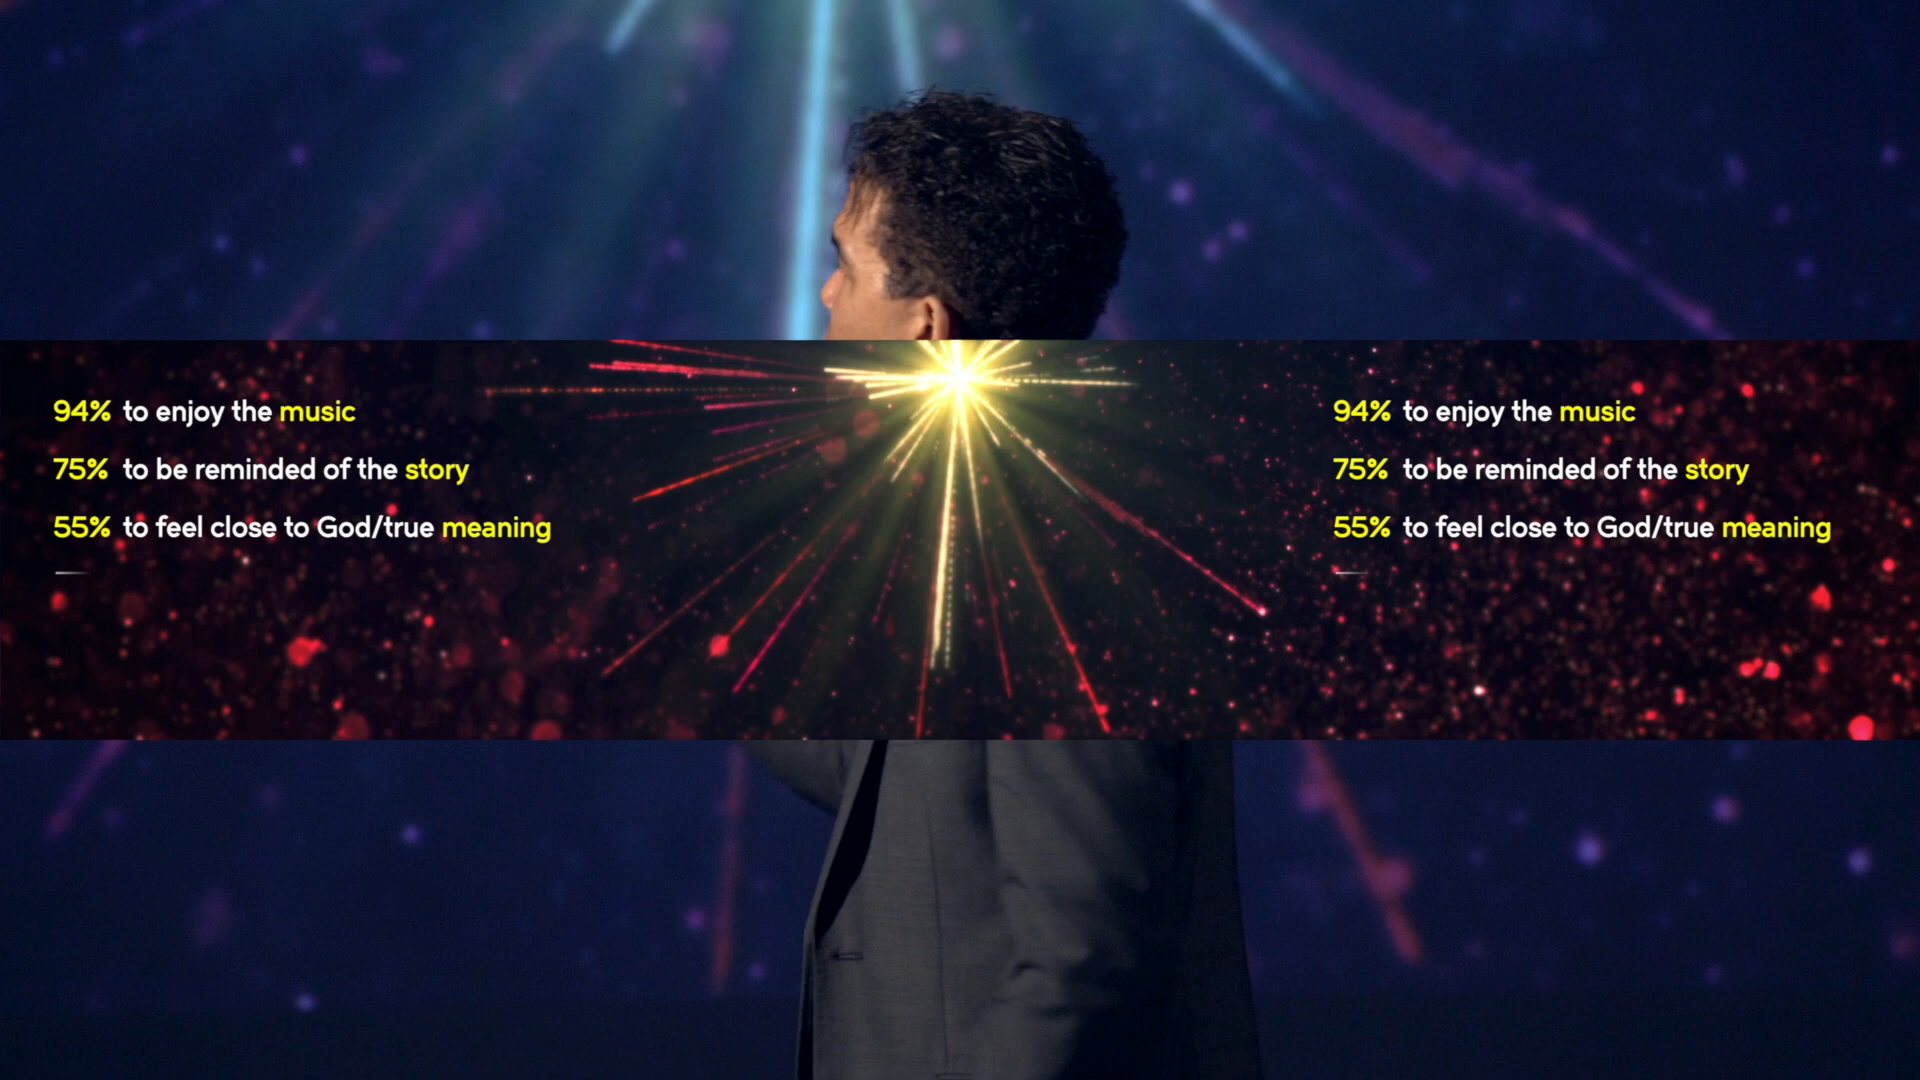 94% to enjoy the music
75% to be reminded of the story
55% to feel close to God/true meaning
94% to enjoy the music
75% to be reminded of the story
55% to feel close to God/true meaning